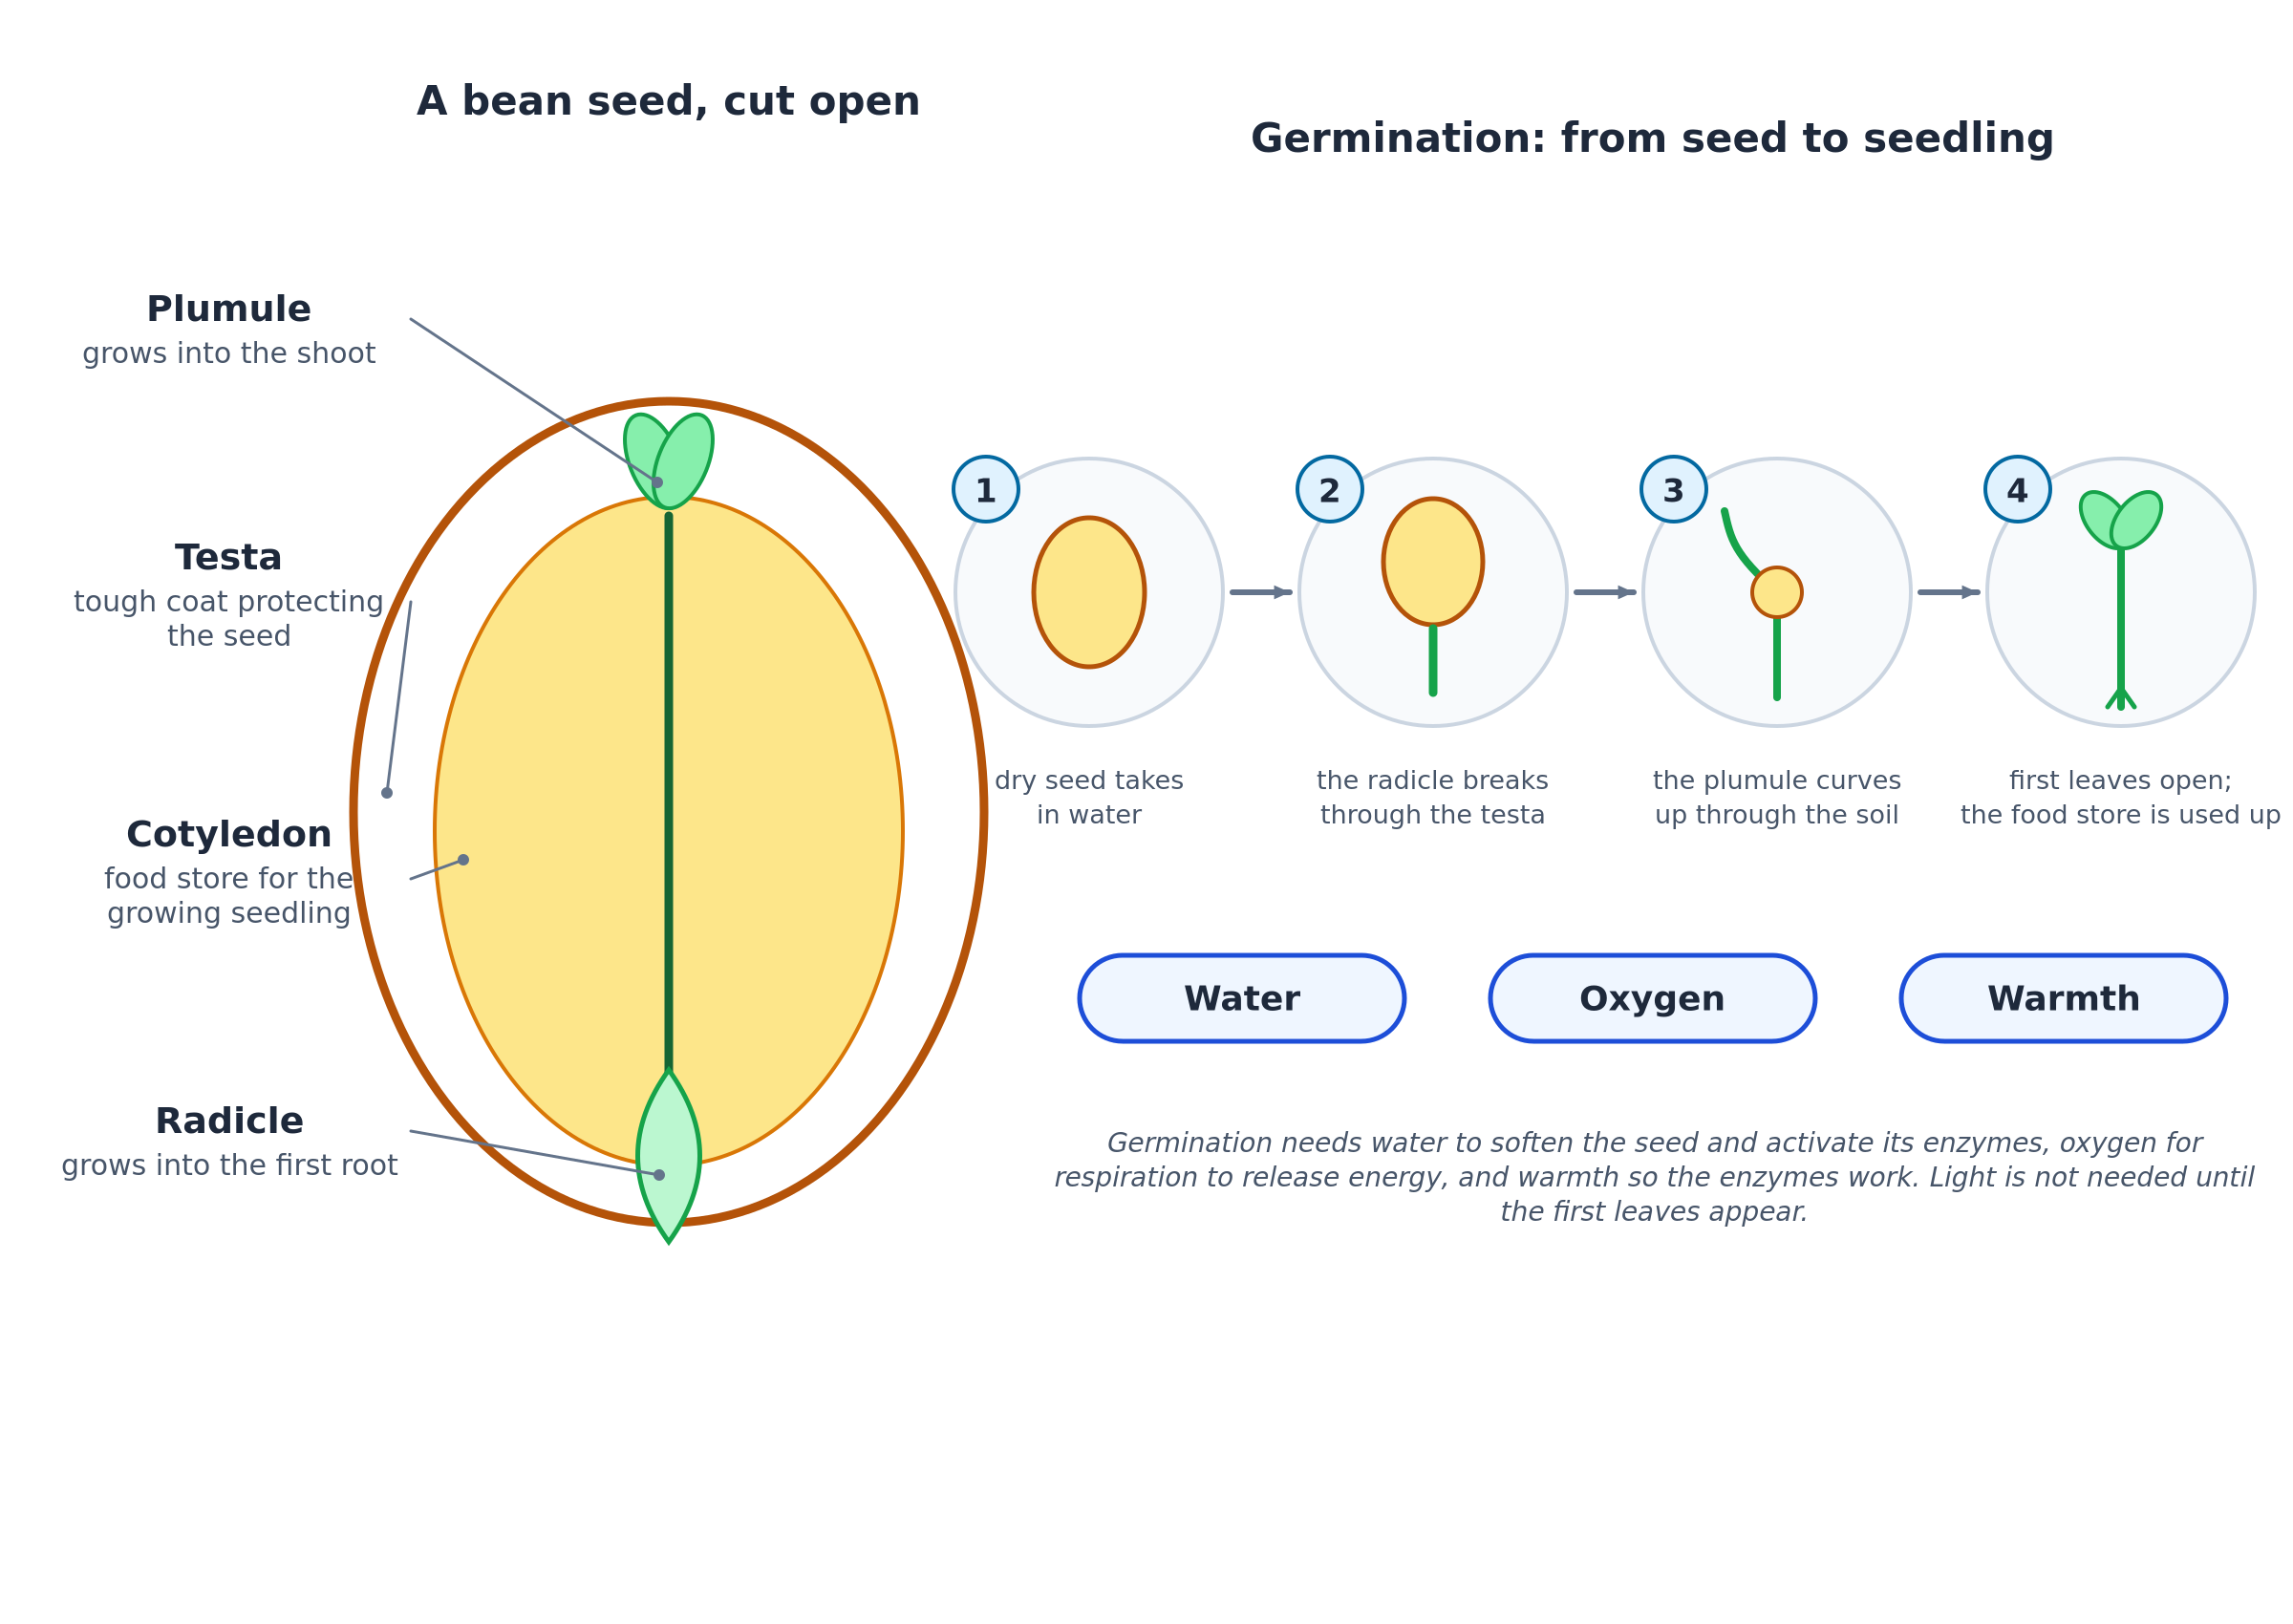 A bean seed, cut open
Plumule
grows into the shoot
Testa
tough coat protecting
the seed
Cotyledon
food store for the
growing seedling
Radicle
grows into the first root
Germination: from seed to seedling
1
2
3
4
dry seed takes
in water
the radicle breaks
through the testa
the plumule curves
up through the soil
first leaves open;
the food store is used up
Water
Oxygen
Warmth
Germination needs water to soften the seed and activate its enzymes, oxygen for
respiration to release energy, and warmth so the enzymes work. Light is not needed until
the first leaves appear.